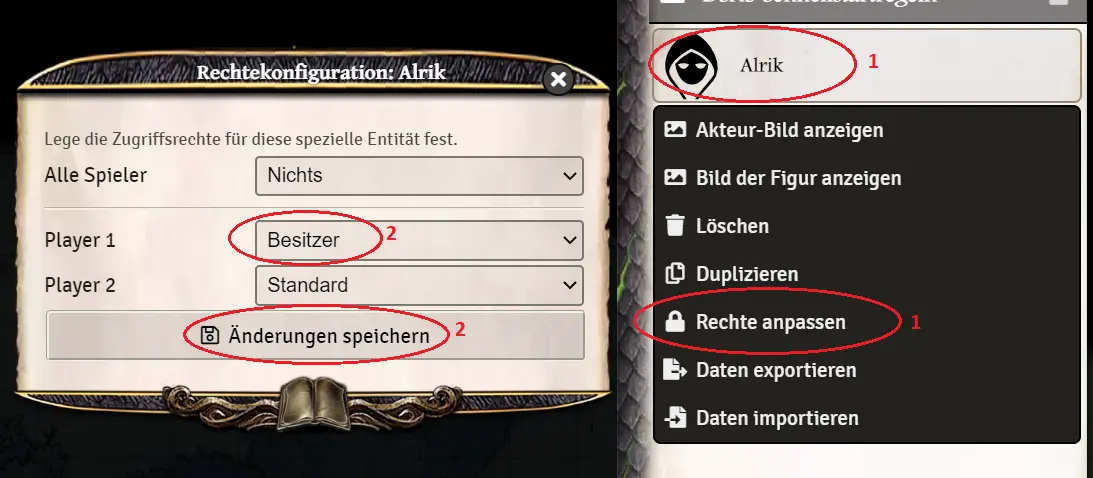 Rechtekonfiguration: Alrik
Lege die Zugriffsrechte für diese spezielle Entität fest.
Alle Spieler Nichts
Player 1 Besitzer 2
Player 2 Standard
Änderungen speichern 2
Alrik 1
Akteur-Bild anzeigen
Bild der Figur anzeigen
Löschen
Duplizieren
Rechte anpassen 1
Daten exportieren
Daten importieren